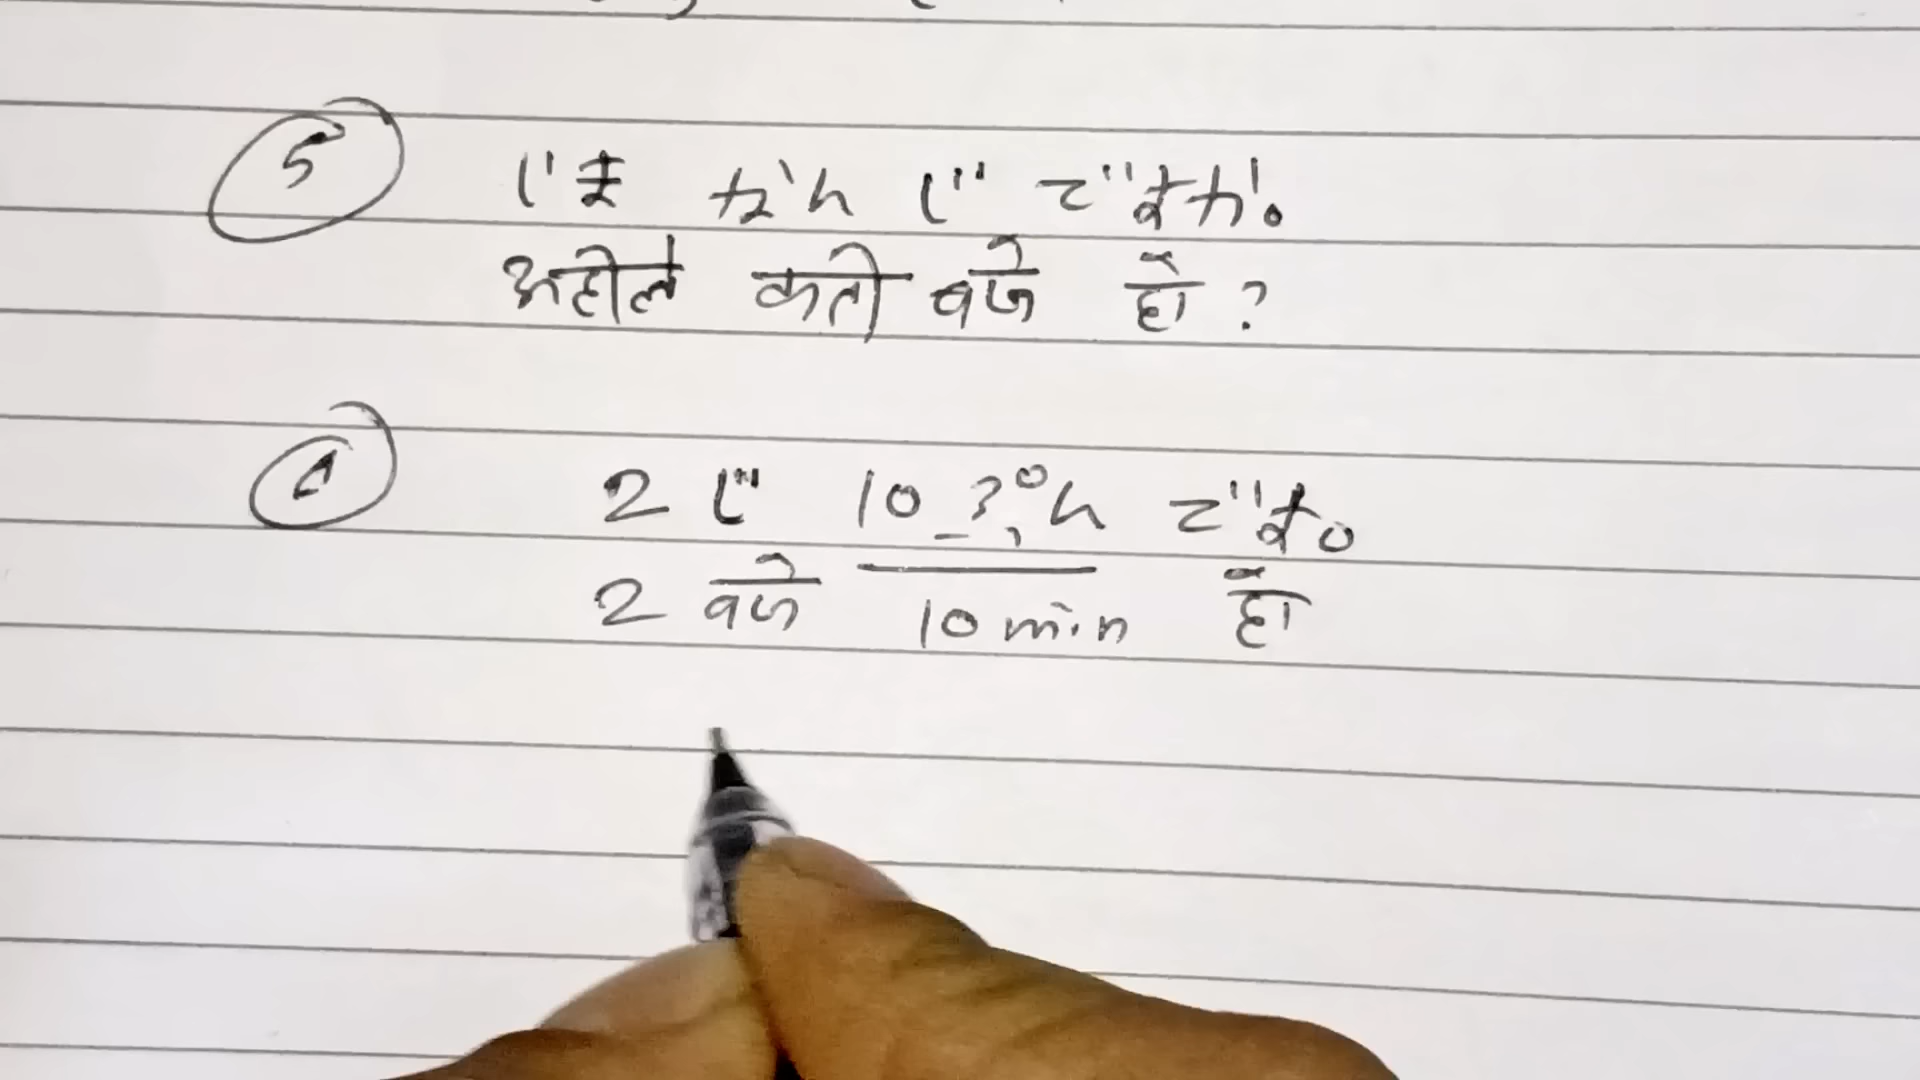 5 いま なん じ ですか。
अहीले कती बजे हो ?
A 2 じ 10 ぷん です。
2 बजे 10 min हो